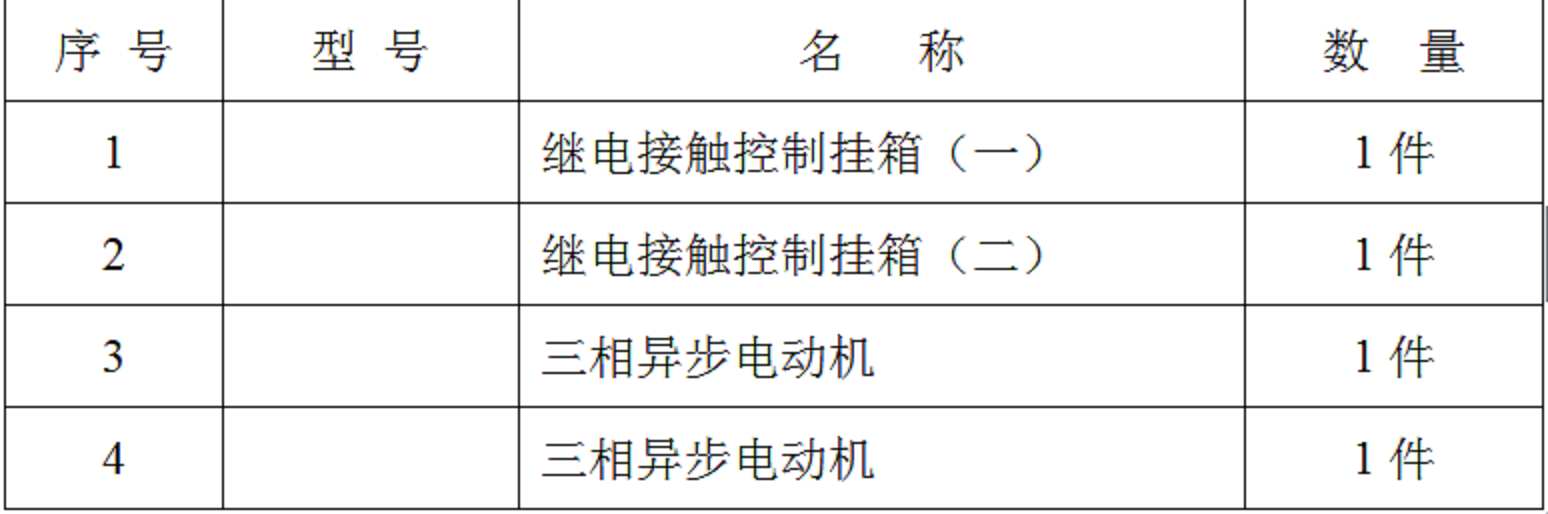 序 号 型 号 名 称 数 量
1 继电接触控制挂箱（一） 1 件
2 继电接触控制挂箱（二） 1 件
3 三相异步电动机 1 件
4 三相异步电动机 1 件